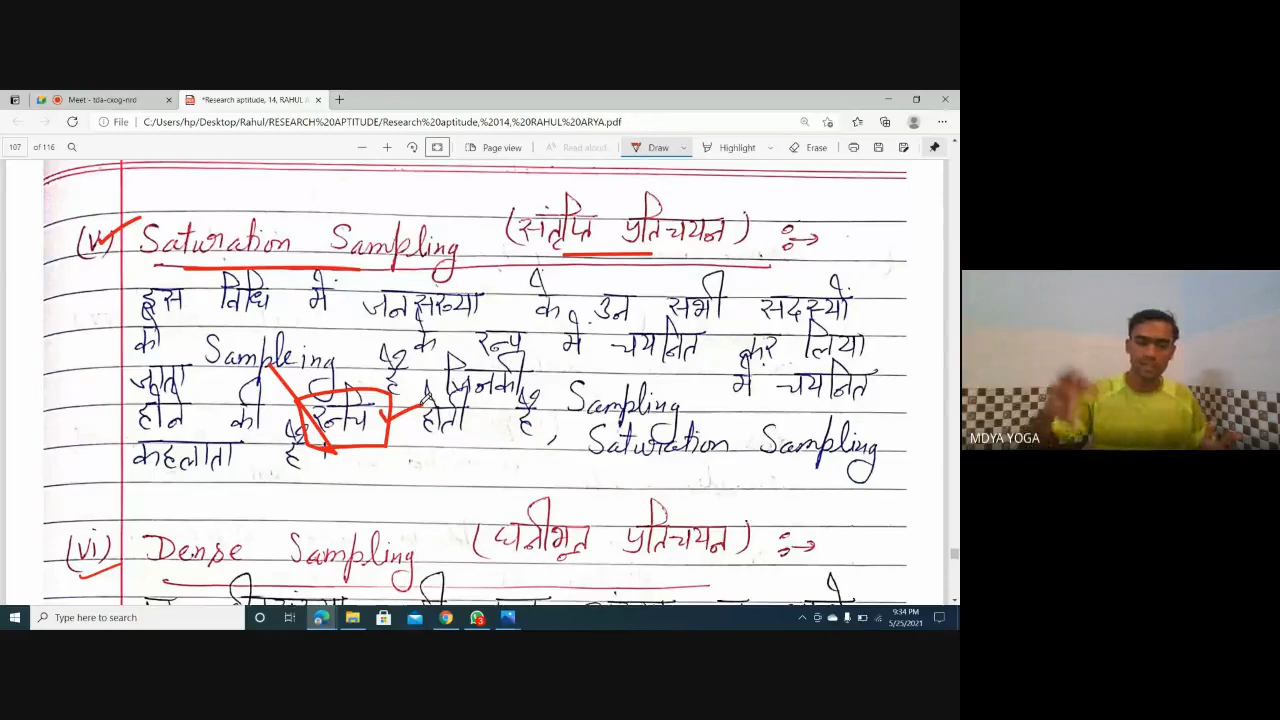 Meet - tda-cxog-nrd
*Research aptitude, 14, RAHUL A
File C:/Users/hp/Desktop/Rahul/RESEARCH%20APTITUDE/Research%20aptitude,%2014,%20RAHUL%20ARYA.pdf
107 of 116 Page view Read aloud Draw Highlight Erase
(v) Saturation Sampling (संतृप्ति प्रतिचयन) :→
इस विधि में जनसंख्या के उन सभी सदस्यों
को Sampleing के रूप में चयनित कर लिया
जाता है जिनकी Sampling में चयनित
होने की रूचि होती है, Saturation Sampling
कहलाता है।
(vi) Dense Sampling (घनीभूत प्रतिचयन) :→
MDYA YOGA
Type here to search
3
9:34 PM
5/25/2021